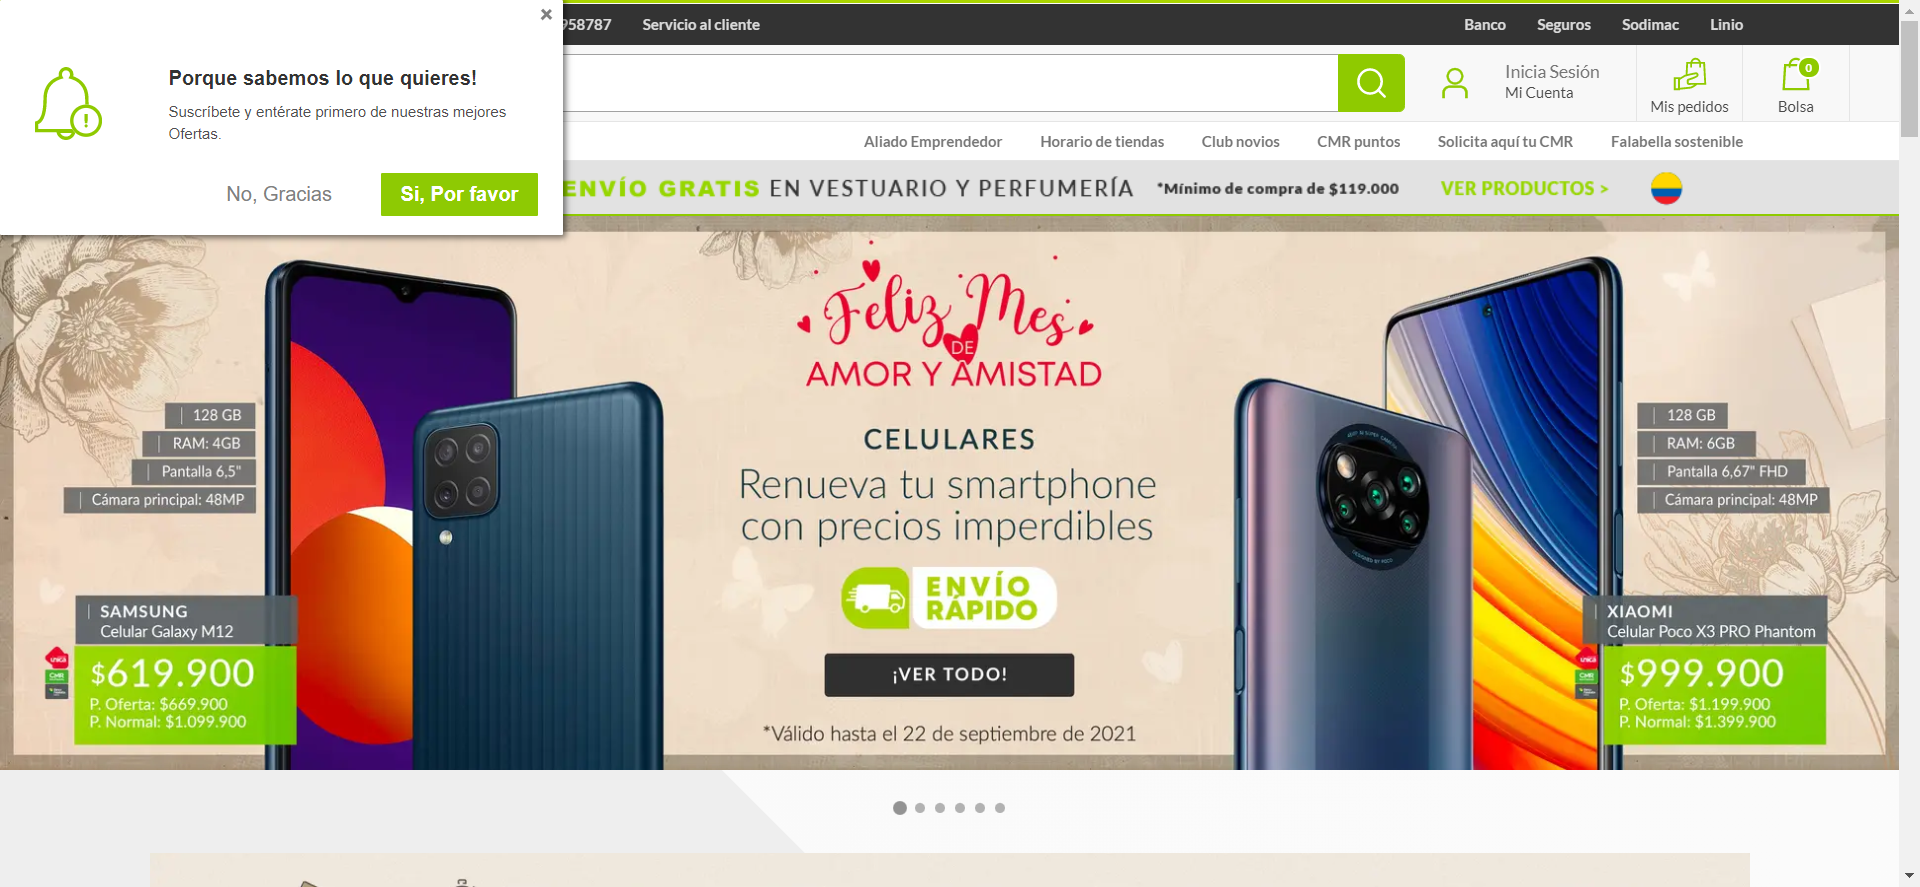 958787
Servicio al cliente
Banco
Seguros
Sodimac
Linio
Porque sabemos lo que quieres!
Suscríbete y entérate primero de nuestras mejores
Ofertas.
No, Gracias
Si, Por favor
Inicia Sesión
Mi Cuenta
Mis pedidos
0
Bolsa
Aliado Emprendedor
Horario de tiendas
Club novios
CMR puntos
Solicita aquí tu CMR
Falabella sostenible
ENVÍO GRATIS EN VESTUARIO Y PERFUMERÍA
*Mínimo de compra de $119.000
VER PRODUCTOS >
Feliz Mes
DE
AMOR Y AMISTAD
CELULARES
Renueva tu smartphone
con precios imperdibles
ENVÍO
RÁPIDO
¡VER TODO!
*Válido hasta el 22 de septiembre de 2021
128 GB
RAM: 4GB
Pantalla 6,5"
Cámara principal: 48MP
SAMSUNG
Celular Galaxy M12
única
CMR
$619.900
P. Oferta: $669.900
P. Normal: $1.099.900
128 GB
RAM: 6GB
Pantalla 6,67" FHD
Cámara principal: 48MP
XIAOMI
Celular Poco X3 PRO Phantom
única
CMR
$999.900
P. Oferta: $1.199.900
P. Normal: $1.399.900